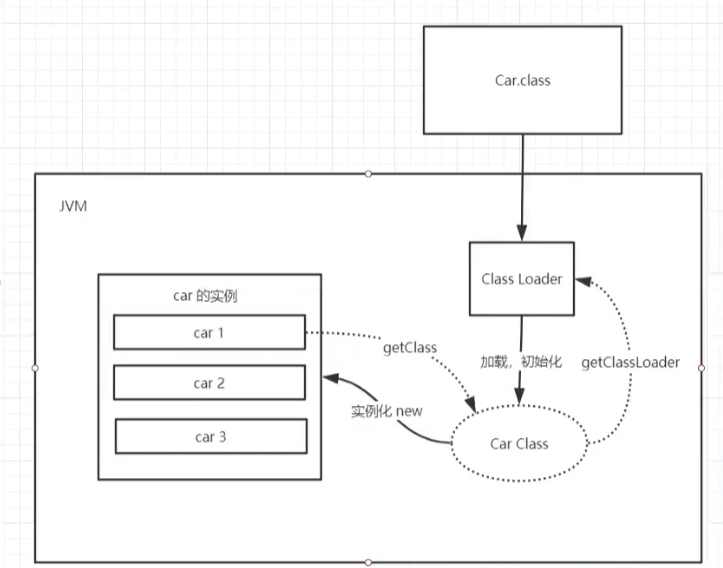 Car.class
JVM
Class Loader
car 的实例
car 1
getClass
加载，初始化
getClassLoader
car 2
实例化 new
car 3
Car Class